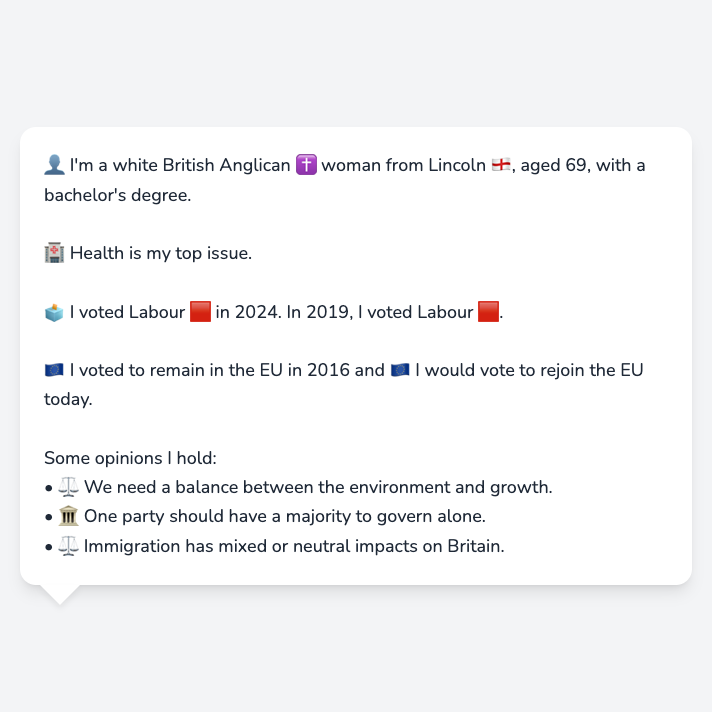 👤 I'm a white British Anglican ✝️ woman from Lincoln 🏴󠁧󠁢󠁥󠁮󠁧󠁿, aged 69, with a
bachelor's degree.
🏥 Health is my top issue.
🗳️ I voted Labour 🟥 in 2024. In 2019, I voted Labour 🟥.
🇪🇺 I voted to remain in the EU in 2016 and 🇪🇺 I would vote to rejoin the EU
today.
Some opinions I hold:
• ⚖️ We need a balance between the environment and growth.
• 🏛️ One party should have a majority to govern alone.
• ⚖️ Immigration has mixed or neutral impacts on Britain.